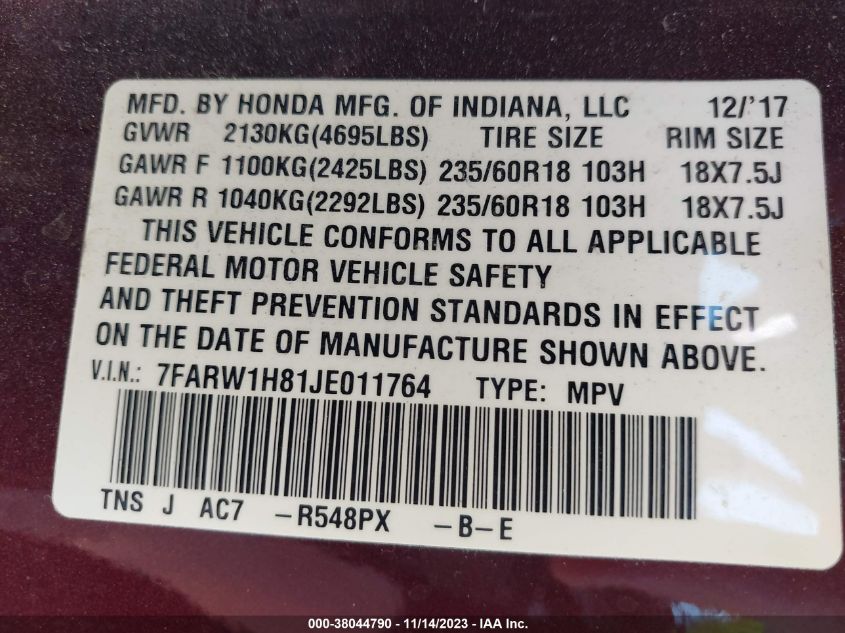 MFD. BY HONDA MFG. OF INDIANA, LLC 12/'17
GVWR 2130KG(4695LBS) TIRE SIZE RIM SIZE
GAWR F 1100KG(2425LBS) 235/60R18 103H 18X7.5J
GAWR R 1040KG(2292LBS) 235/60R18 103H 18X7.5J
THIS VEHICLE CONFORMS TO ALL APPLICABLE
FEDERAL MOTOR VEHICLE SAFETY
AND THEFT PREVENTION STANDARDS IN EFFECT
ON THE DATE OF MANUFACTURE SHOWN ABOVE.
V.I.N.: 7FARW1H81JE011764 TYPE: MPV
TNS J AC7 -R548PX -B-E
000-38044790 - 11/14/2023 - IAA Inc.